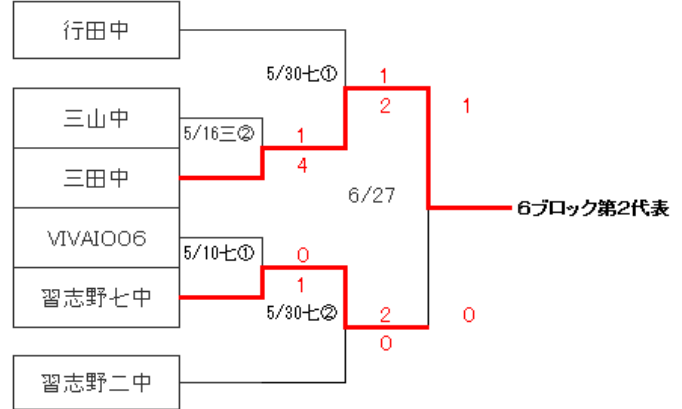 行田中
5/30七①
1
2
1
三山中
5/16三②
1
4
三田中
6/27
6ブロック第2代表
VIVAIO06
5/10七①
0
1
習志野七中
5/30七②
2
0
0
習志野二中